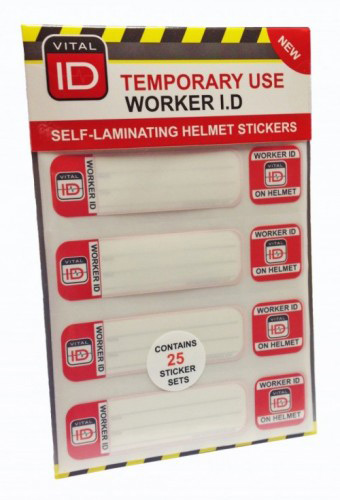 VITAL
ID
NEW
TEMPORARY USE
WORKER I.D
SELF-LAMINATING HELMET STICKERS
VITAL
ID
WORKER ID
WORKER ID
VITAL
ID
ON HELMET
VITAL
ID
WORKER ID
WORKER ID
VITAL
ID
ON HELMET
VITAL
ID
WORKER ID
WORKER ID
VITAL
ID
ON HELMET
CONTAINS
25
STICKER
SETS
VITAL
ID
WORKER ID
WORKER ID
VITAL
ID
ON HELMET